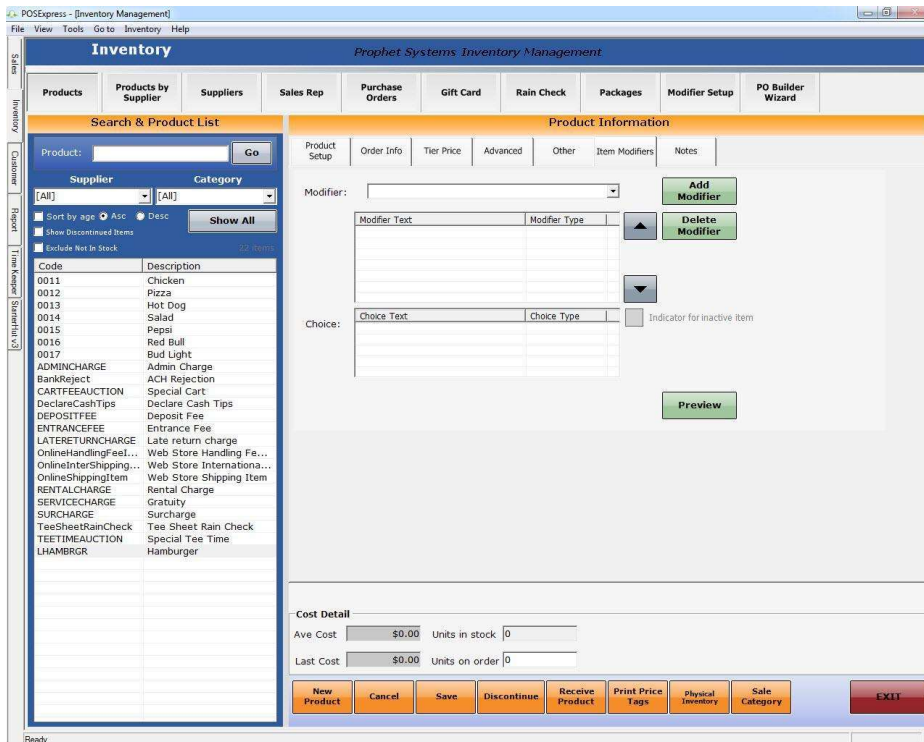 POSExpress - [Inventory Management]
File View Tools Go to Inventory Help
Sales
Inventory
Customer
Report
Time Keeper
StarterHut v3
Inventory
Prophet Systems Inventory Management
Products
Products by Supplier
Suppliers
Sales Rep
Purchase Orders
Gift Card
Rain Check
Packages
Modifier Setup
PO Builder Wizard
Search & Product List
Product:
Go
Supplier Category
[All] [All]
Sort by age Asc Desc
Show All
Show Discontinued Items
Exclude Not In Stock 22 items
Code Description
0011 Chicken
0012 Pizza
0013 Hot Dog
0014 Salad
0015 Pepsi
0016 Red Bull
0017 Bud Light
ADMINCHARGE Admin Charge
BankReject ACH Rejection
CARTFEEAUCTION Special Cart
DeclareCashTips Declare Cash Tips
DEPOSITFEE Deposit Fee
ENTRANCEFEE Entrance Fee
LATERETURNCHARGE Late return charge
OnlineHandlingFeeI... Web Store Handling Fe...
OnlineInterShipping... Web Store Internationa...
OnlineShippingItem Web Store Shipping Item
RENTALCHARGE Rental Charge
SERVICECHARGE Gratuity
SURCHARGE Surcharge
TeeSheetRainCheck Tee Sheet Rain Check
TEETIMEAUCTION Special Tee Time
LHAMBRGR Hamburger
Product Information
Product Setup
Order Info
Tier Price
Advanced
Other
Item Modifiers
Notes
Modifier:
Add Modifier
Modifier Text Modifier Type
Delete Modifier
Choice:
Choice Text Choice Type
Indicator for inactive item
Preview
Cost Detail
Ave Cost $0.00 Units in stock 0
Last Cost $0.00 Units on order 0
New Product
Cancel
Save
Discontinue
Receive Product
Print Price Tags
Physical Inventory
Sale Category
EXIT
Ready